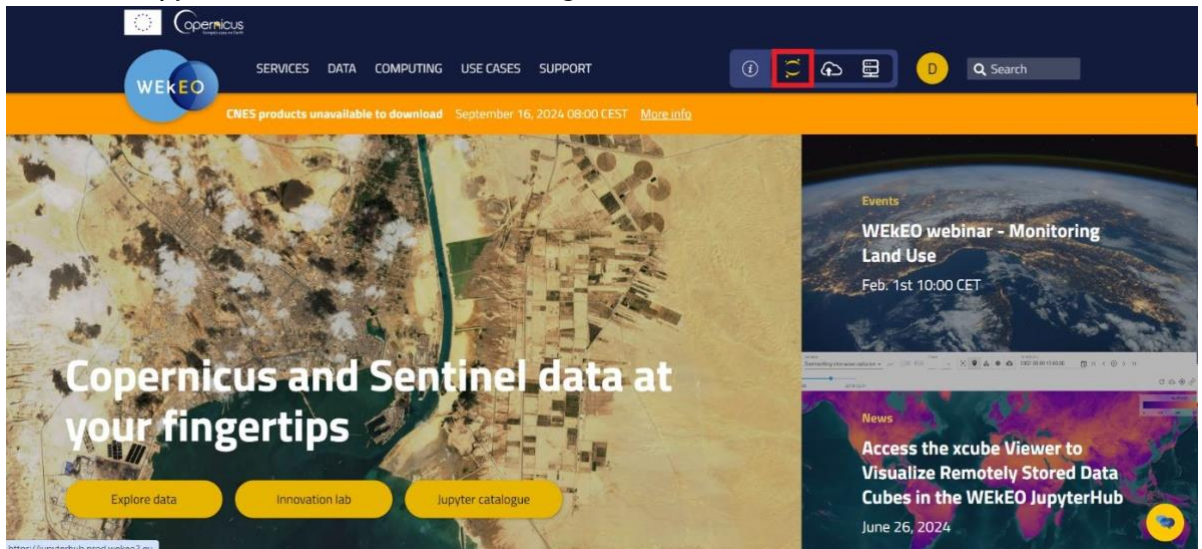 Copernicus
WEkEO
SERVICES DATA COMPUTING USE CASES SUPPORT
D
Search
CNES products unavailable to download September 16, 2024 08:00 CEST More info
Events
WEkEO webinar - Monitoring
Land Use
Feb. 1st 10:00 CET
Copernicus and Sentinel data at
your fingertips
Explore data
Innovation lab
Jupyter catalogue
News
Access the xcube Viewer to
Visualize Remotely Stored Data
Cubes in the WEkEO JupyterHub
June 26, 2024